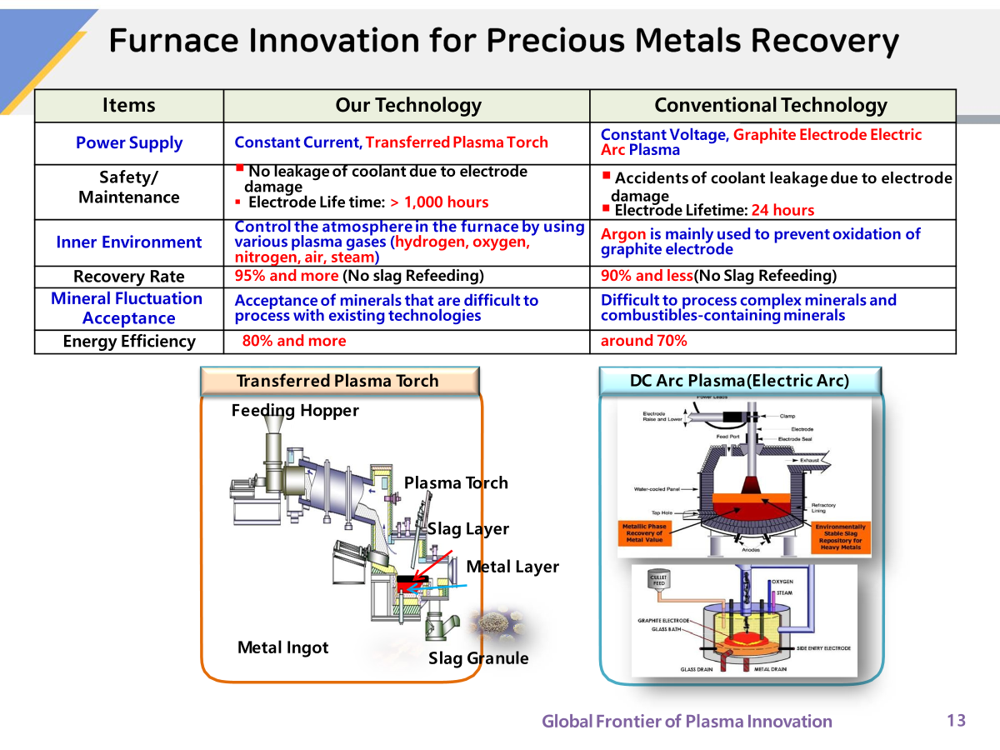 Furnace Innovation for Precious Metals Recovery
Items
Our Technology
Conventional Technology
Power Supply
Constant Current, Transferred Plasma Torch
Constant Voltage, Graphite Electrode Electric
Arc Plasma
Safety/
Maintenance
▪ No leakage of coolant due to electrode
damage
▪ Electrode Life time: > 1,000 hours
▪ Accidents of coolant leakage due to electrode
damage
▪ Electrode Lifetime: 24 hours
Inner Environment
Control the atmosphere in the furnace by using
various plasma gases (hydrogen, oxygen,
nitrogen, air, steam)
Argon is mainly used to prevent oxidation of
graphite electrode
Recovery Rate
95% and more (No slag Refeeding)
90% and less(No Slag Refeeding)
Mineral Fluctuation
Acceptance
Acceptance of minerals that are difficult to
process with existing technologies
Difficult to process complex minerals and
combustibles-containing minerals
Energy Efficiency
80% and more
around 70%
Transferred Plasma Torch
Feeding Hopper
Plasma Torch
Slag Layer
Metal Layer
Metal Ingot
Slag Granule
DC Arc Plasma(Electric Arc)
Power Leads
Electrode
Raise and Lower
Clamp
Electrode
Feed Port
Electrode Seal
Exhaust
Water-cooled Panel
Tap Hole
Refractory
Lining
Metallic Phase
Recovery of
Metal Value
Environmentally
Stable Slag
Repository for
Heavy Metals
Anodes
CULLET
FEED
OXYGEN
STEAM
GRAPHITE ELECTRODE
GLASS BATH
SIDE ENTRY ELECTRODE
GLASS DRAIN
METAL DRAIN
Global Frontier of Plasma Innovation
13